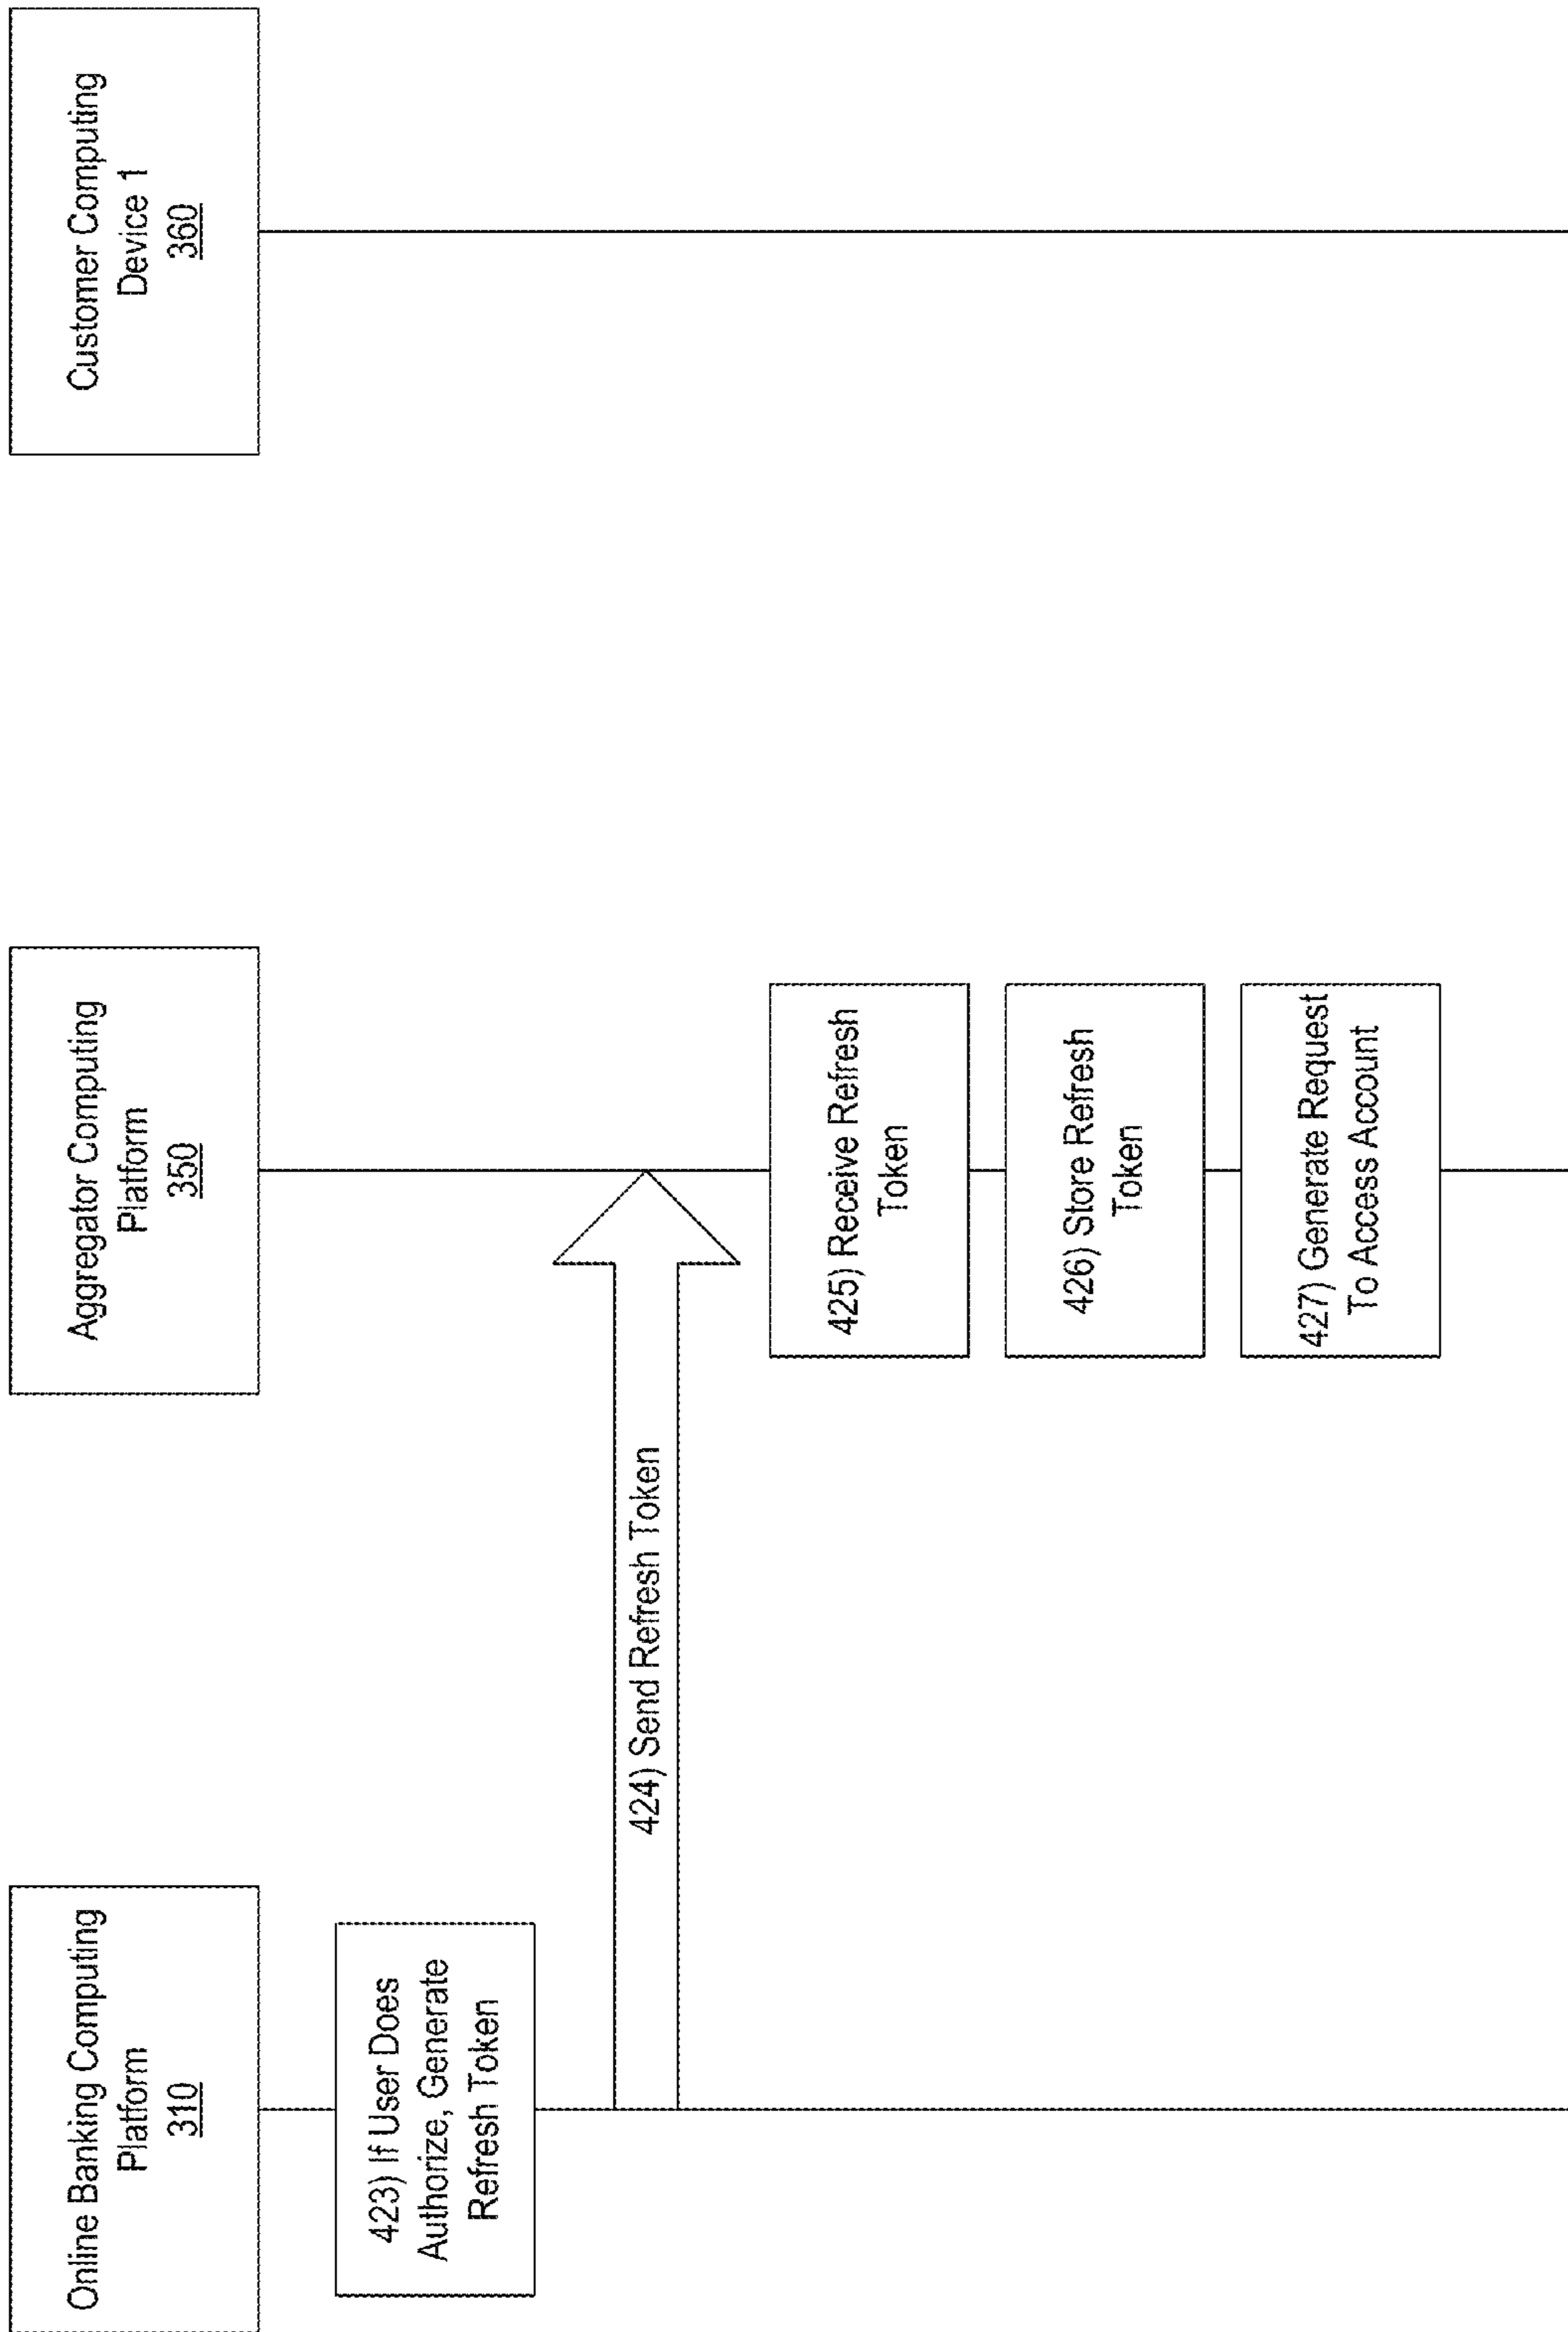 Online Banking Computing
Platform
310
Aggregator Computing
Platform
350
Customer Computing
Device 1
360
423) If User Does
Authorize, Generate
Refresh Token
424) Send Refresh Token
425) Receive Refresh
Token
426) Store Refresh
Token
427) Generate Request
To Access Account